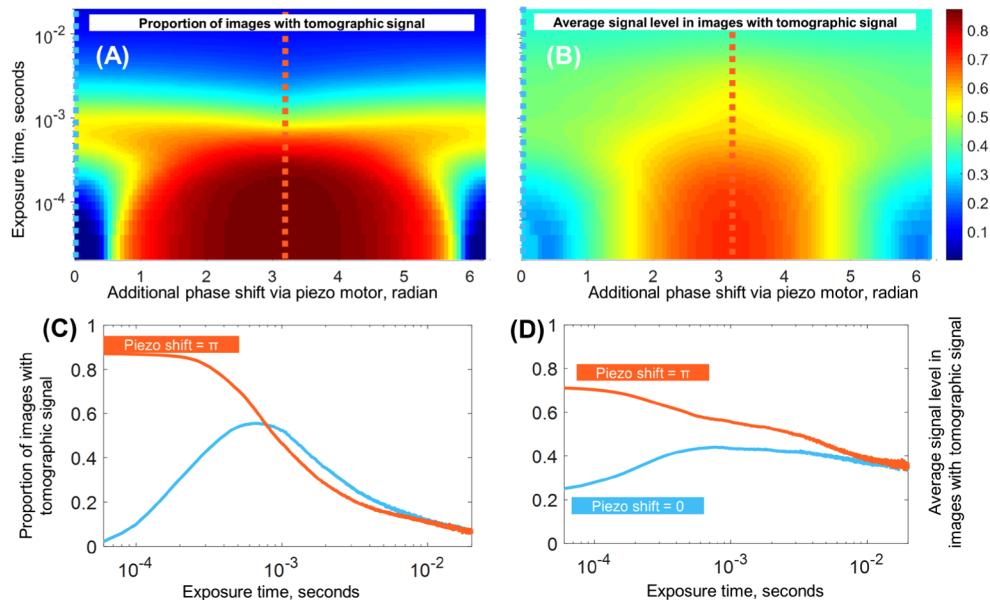 Proportion of images with tomographic signal
(A)
Exposure time, seconds
10-2
10-3
10-4
0 1 2 3 4 5 6
Additional phase shift via piezo motor, radian
Average signal level in images with tomographic signal
(B)
0 1 2 3 4 5 6
Additional phase shift via piezo motor, radian
0.8
0.7
0.6
0.5
0.4
0.3
0.2
0.1
(C)
Proportion of images with
tomographic signal
1
0.8
0.6
0.4
0.2
0
Piezo shift = π
10-4 10-3 10-2
Exposure time, seconds
(D)
1
0.8
0.6
0.4
0.2
0
Piezo shift = π
Piezo shift = 0
10-4 10-3 10-2
Exposure time, seconds
Average signal level in
images with tomographic signal